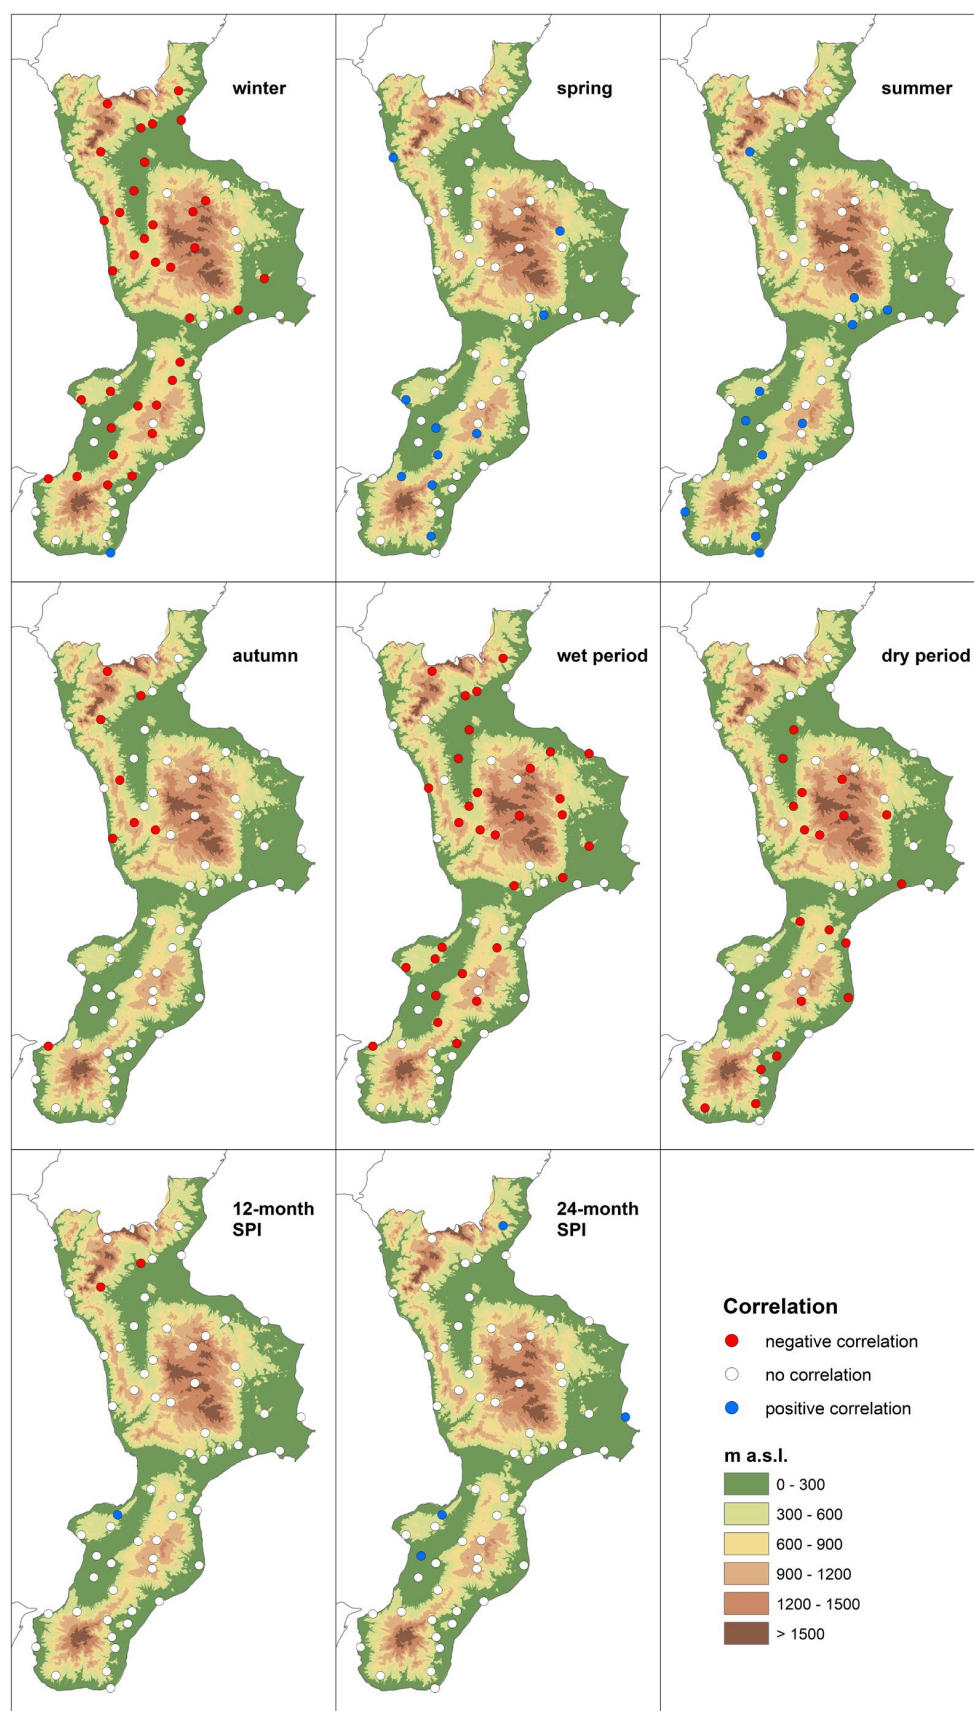 winter
spring
summer
autumn
wet period
dry period
12-month
SPI
24-month
SPI
Correlation
negative correlation
no correlation
positive correlation
m a.s.l.
0 - 300
300 - 600
600 - 900
900 - 1200
1200 - 1500
> 1500